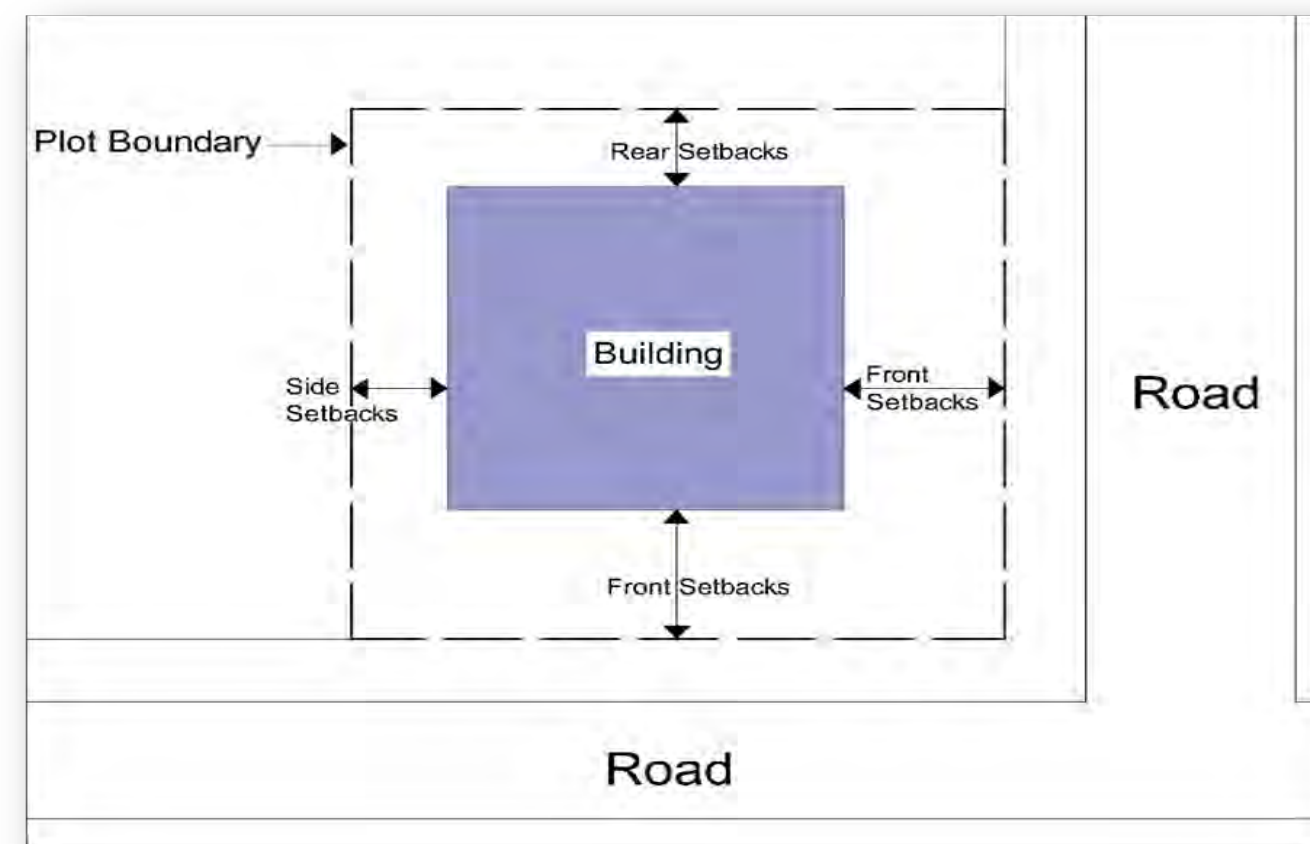 Plot Boundary
Rear Setbacks
Building
Side
Setbacks
Front
Setbacks
Road
Front Setbacks
Road